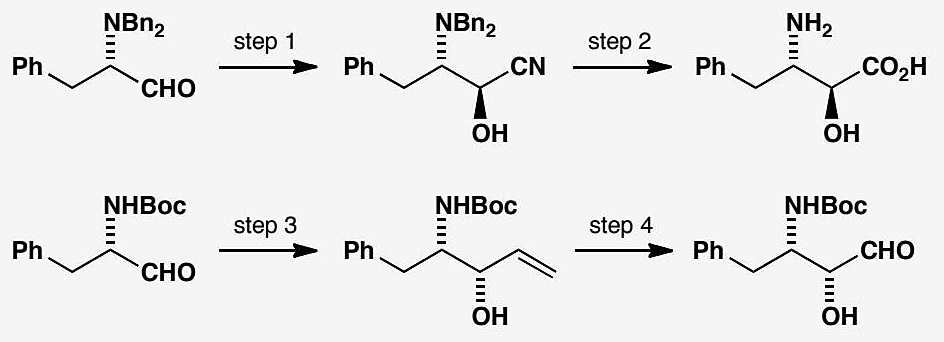 NBn₂ NBn₂ NH₂
step 1 step 2
Ph CHO Ph CN Ph CO₂H
OH OH
NHBoc NHBoc NHBoc
step 3 step 4
Ph CHO Ph Ph CHO
OH OH